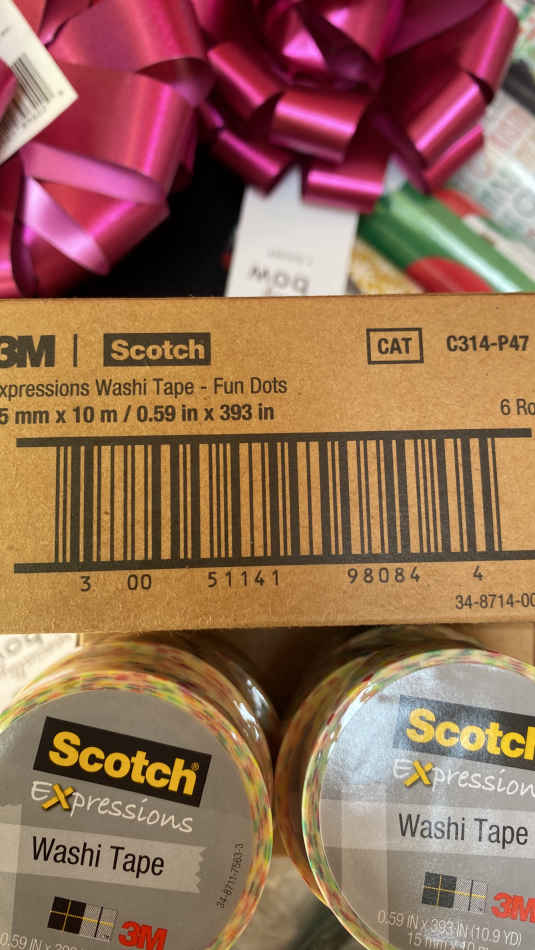 bow
3M | Scotch
CAT C314-P47
xpressions Washi Tape - Fun Dots
5 mm x 10 m / 0.59 in x 393 in
6 Ro
3 00 51141 98084 4
34-8714-00
Scotch®
Expressions
Washi Tape
34-8711-7563-3
3M
Scotch
Expression
Washi Tape
3M
0.59 IN x 393 IN (10.9 YD)